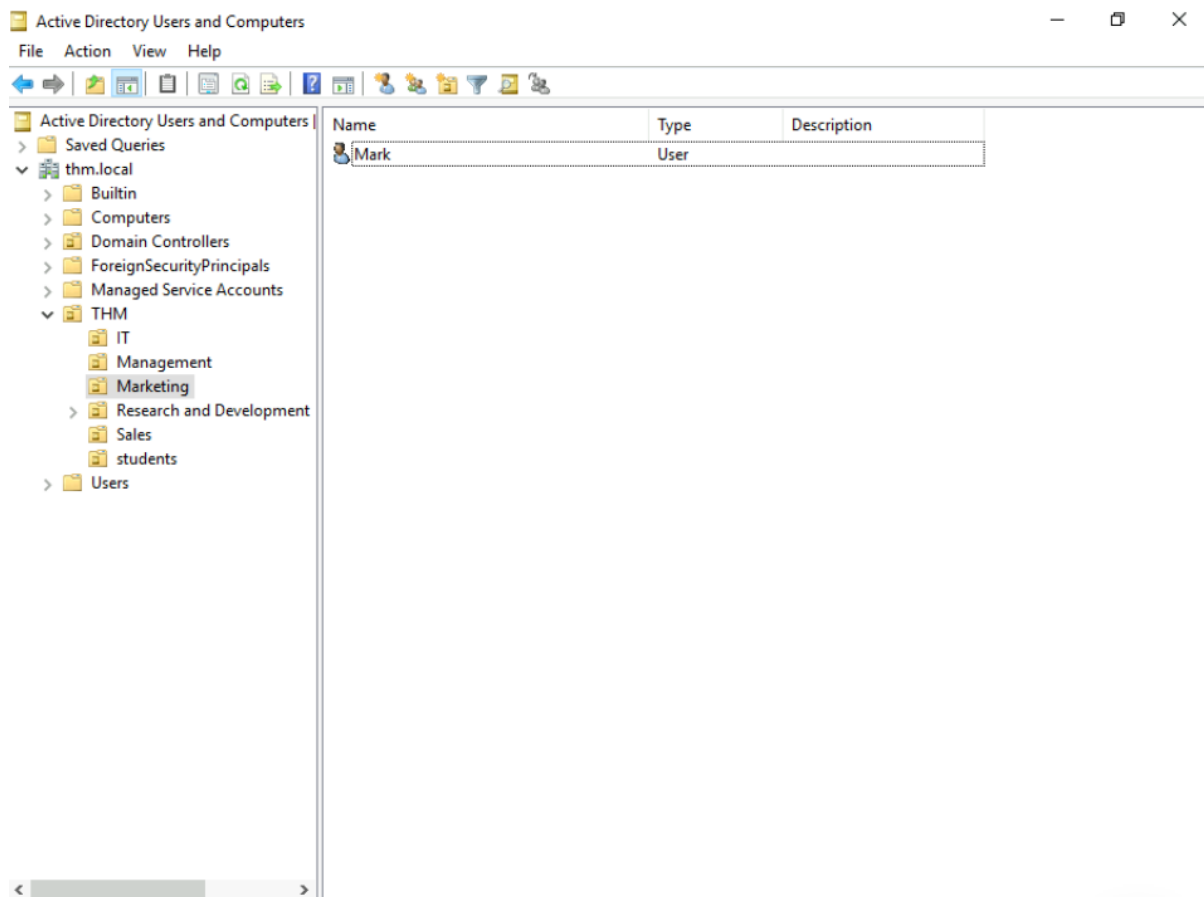 Active Directory Users and Computers
File Action View Help
Active Directory Users and Computers [
Saved Queries
thm.local
Builtin
Computers
Domain Controllers
ForeignSecurityPrincipals
Managed Service Accounts
THM
IT
Management
Marketing
Research and Development
Sales
students
Users
Name Type Description
Mark User